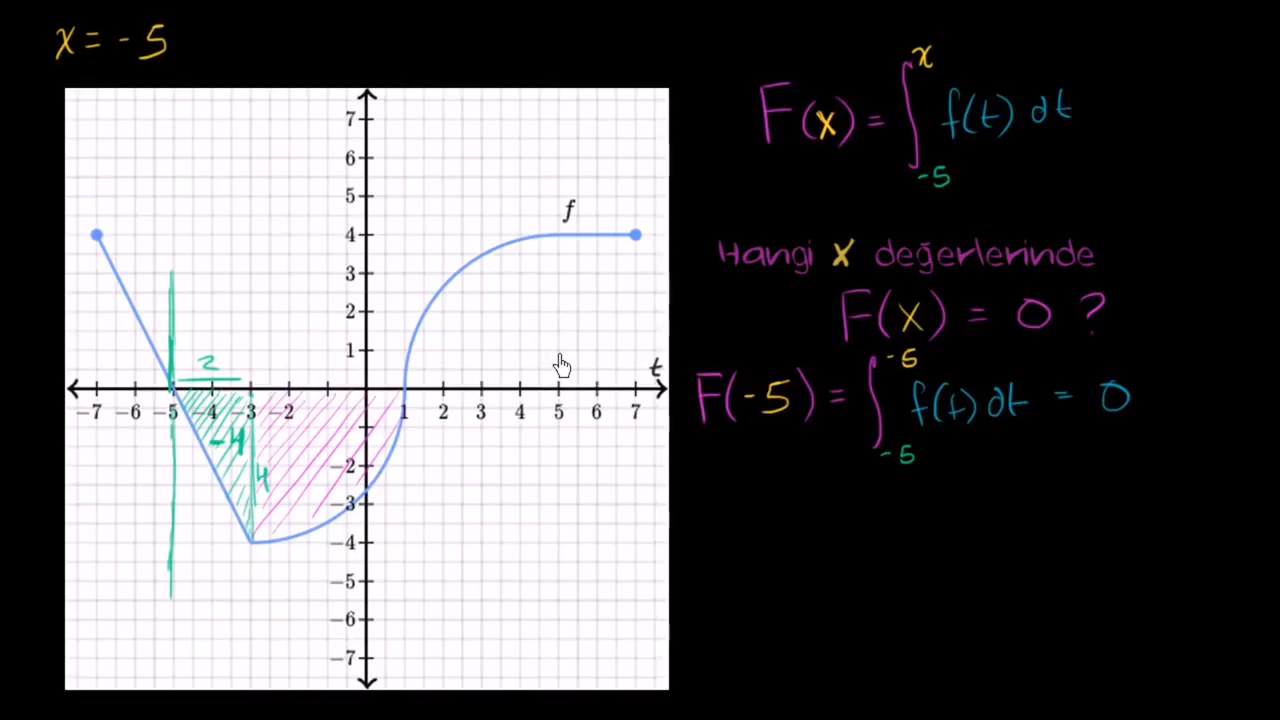 x = -5
F(x) = ∫_{-5}^{x} f(t) dt
Hangi x değerlerinde
F(x) = 0 ?
F(-5) = ∫_{-5}^{-5} f(t) dt = 0
7
6
5
f
4
3
2
1
t
2
-7 -6 -5 -4 -3 -2 1 2 3 4 5 6 7
-4
-2
4
-3
-4
-5
-6
-7